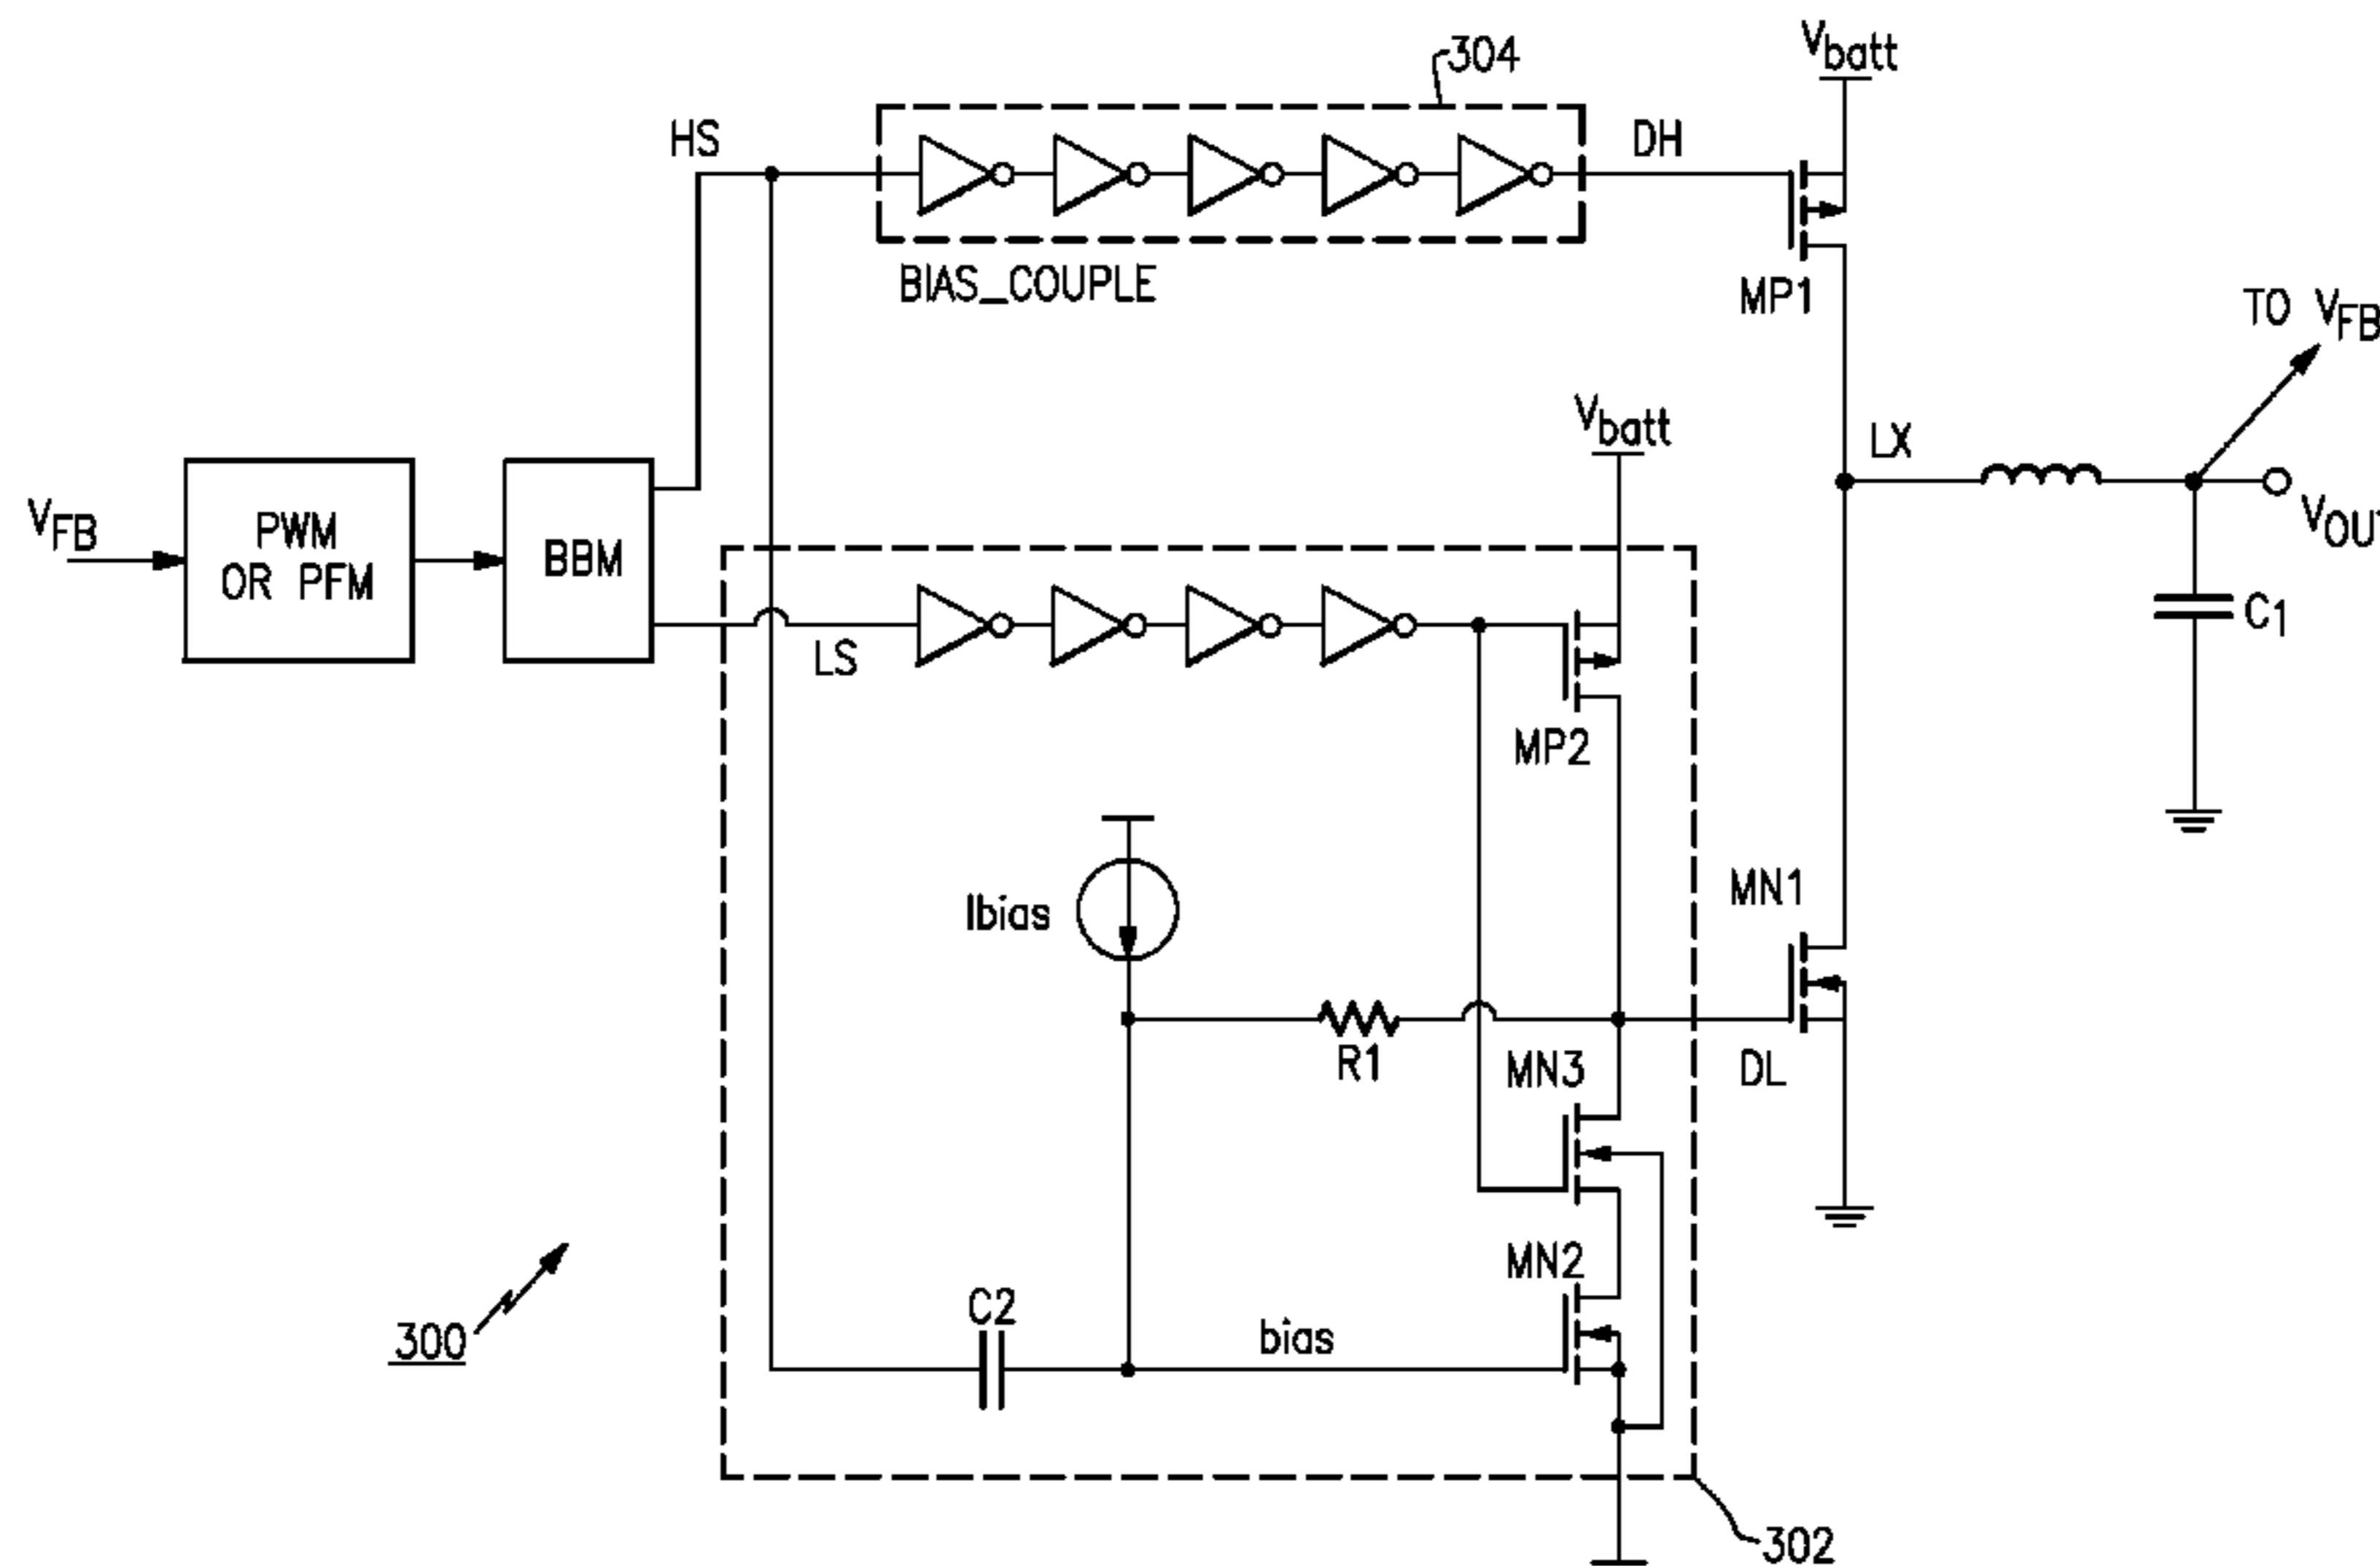 304
Vbatt
HS
DH
BIAS_COUPLE
MP1
TO VFB
Vbatt
LX
VFB
PWM
OR PFM
BBM
VOUT
C1
LS
MP2
Ibias
MN1
R1
MN3
DL
MN2
C2
bias
300
302